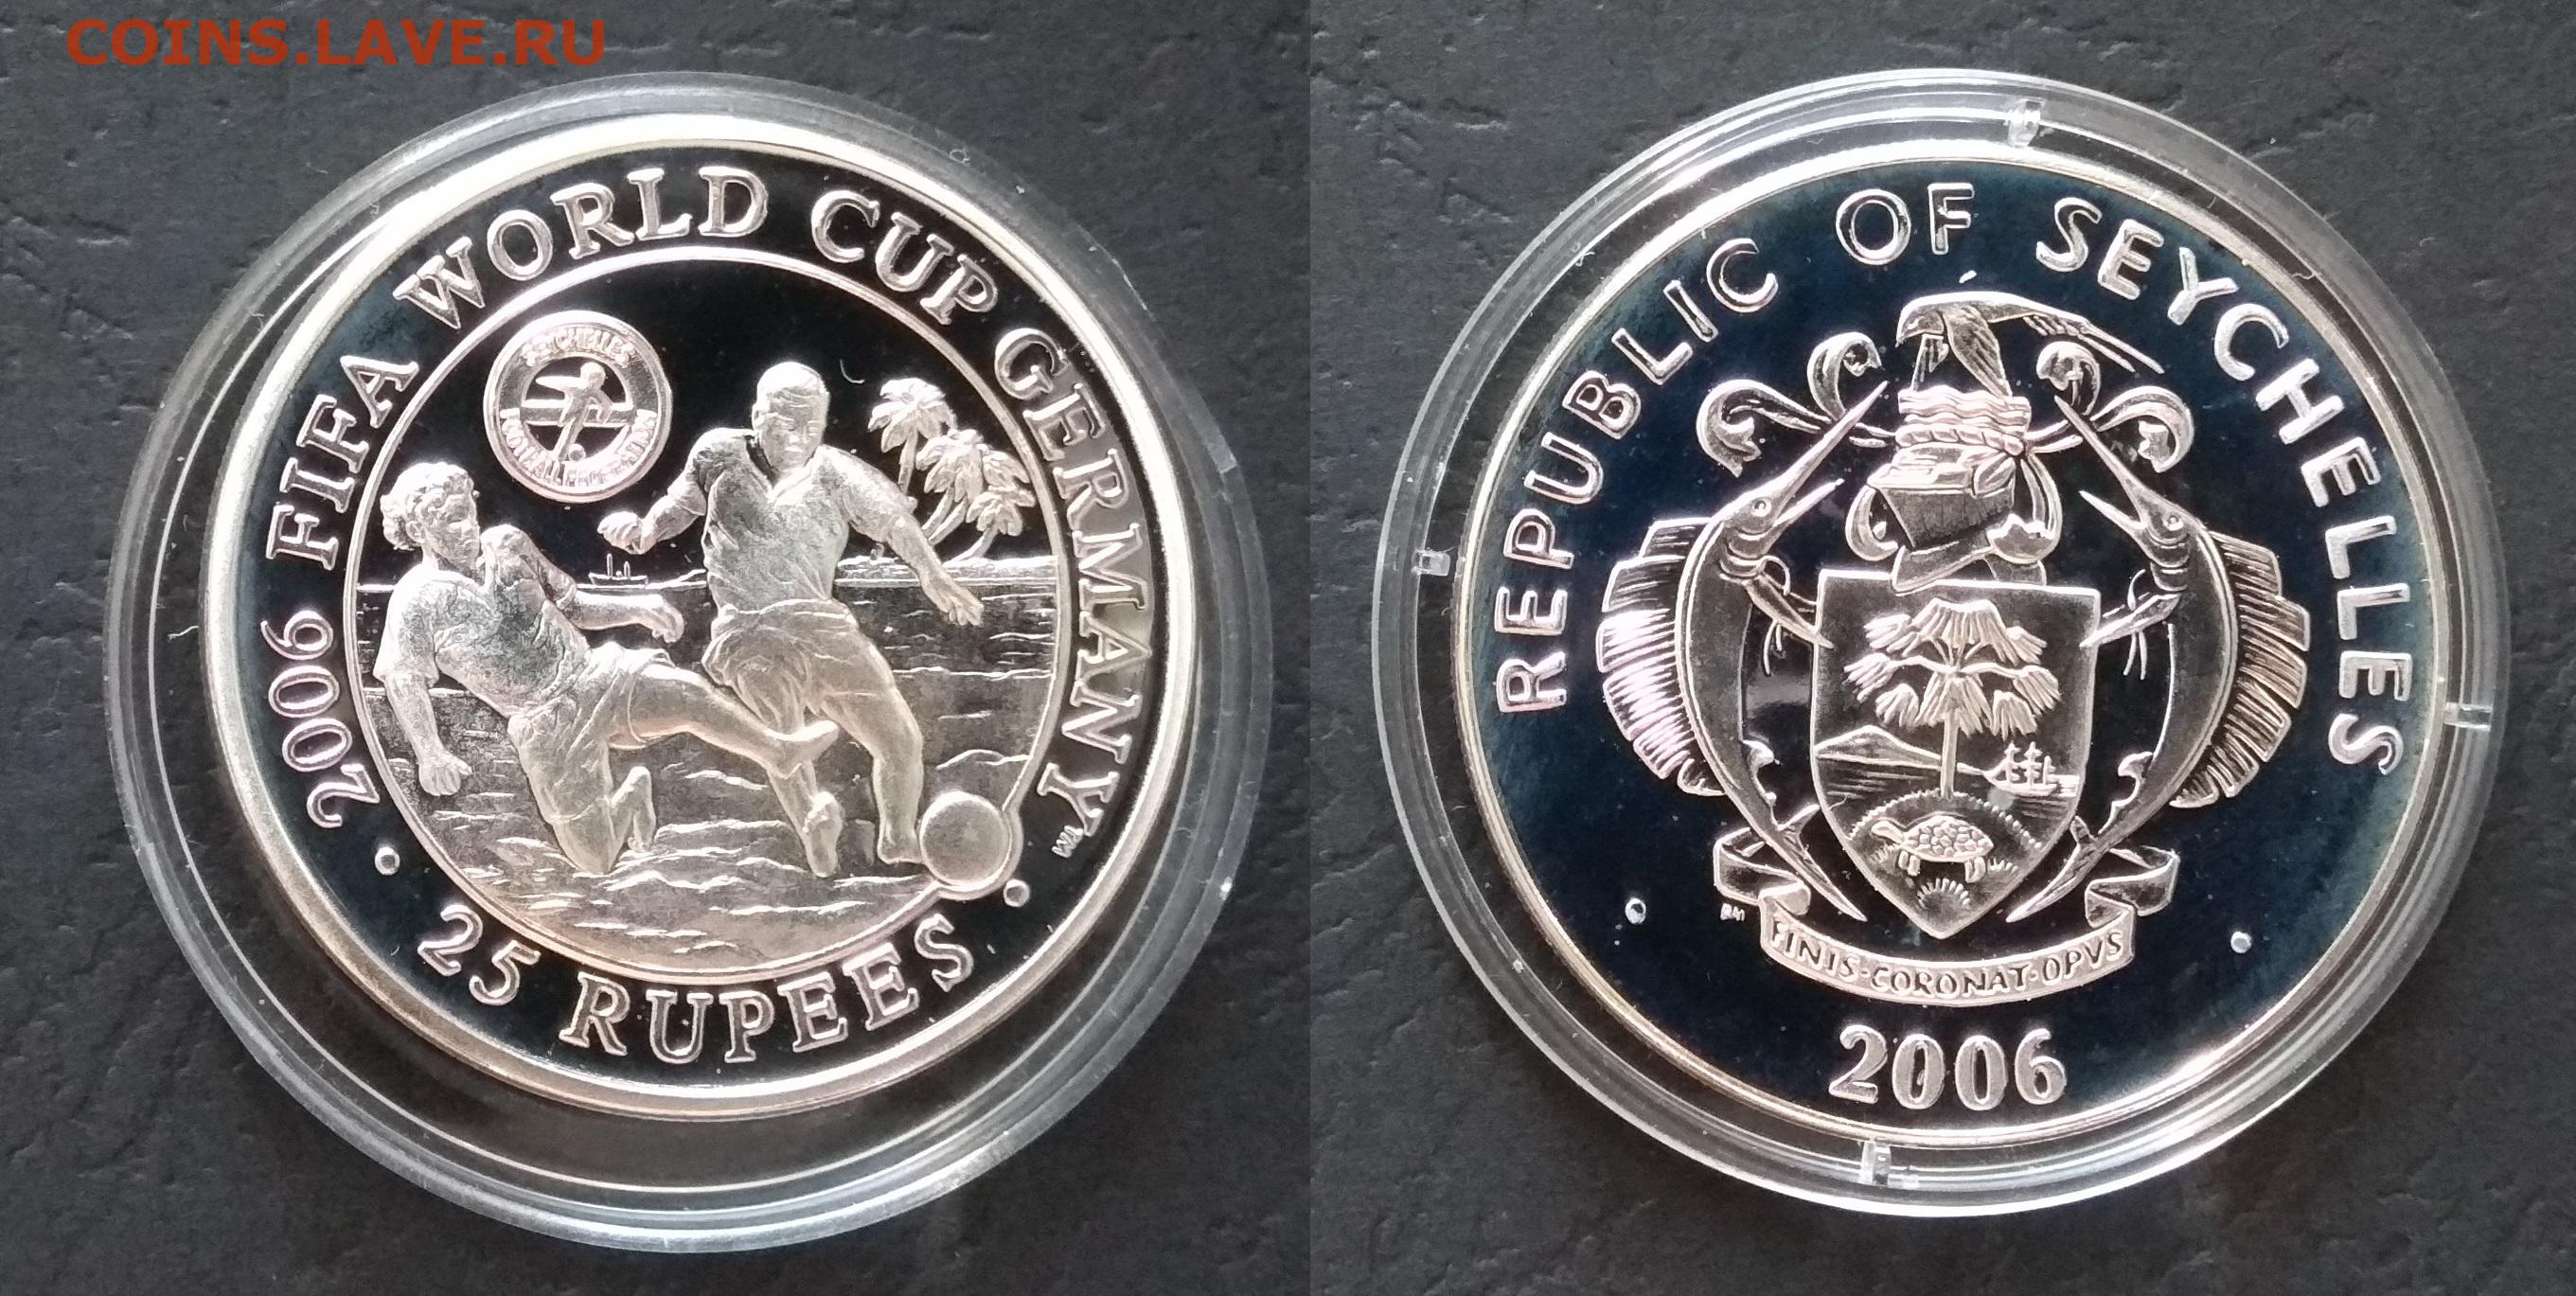 COINS.LAVE.RU
2006 FIFA WORLD CUP GERMANY
25 RUPEES
REPUBLIC OF SEYCHELLES
FINIS·CORONAT·OPVS
2006